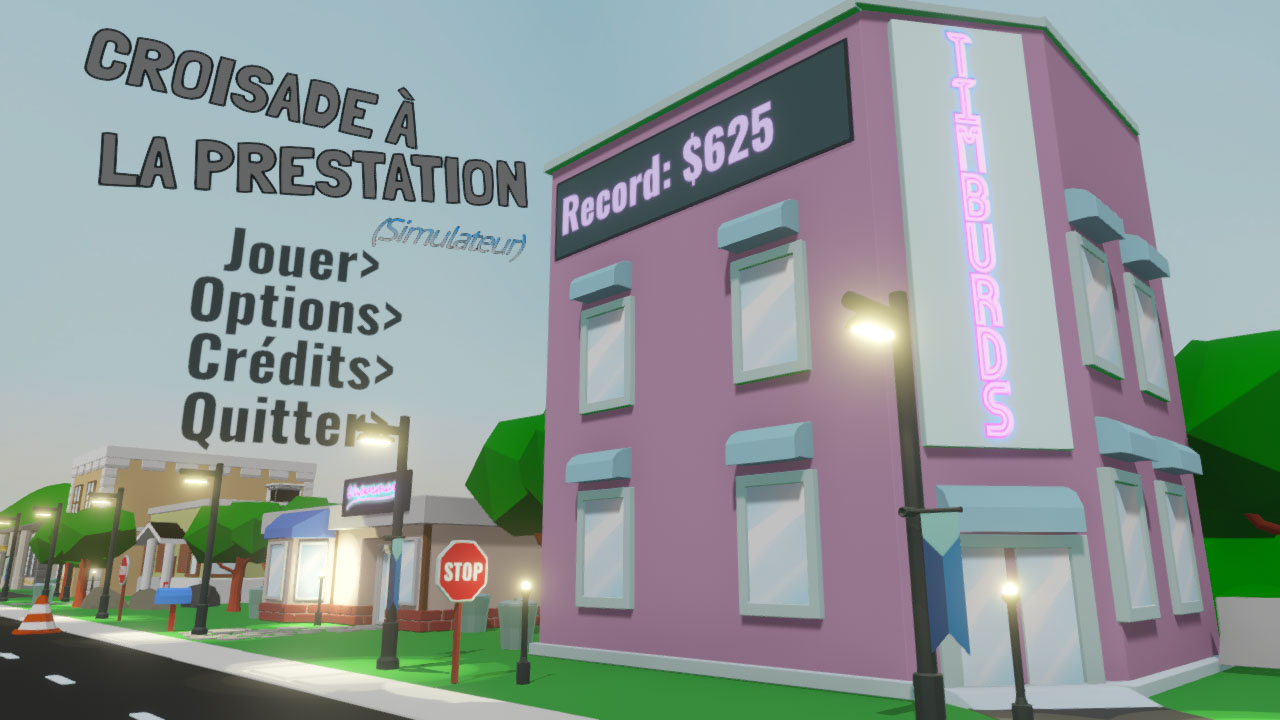 CROISADE À
LA PRESTATION
(Simulateur)
Jouer>
Options>
Crédits>
Quitter>
Record: $625
TIMBURDS
STOP